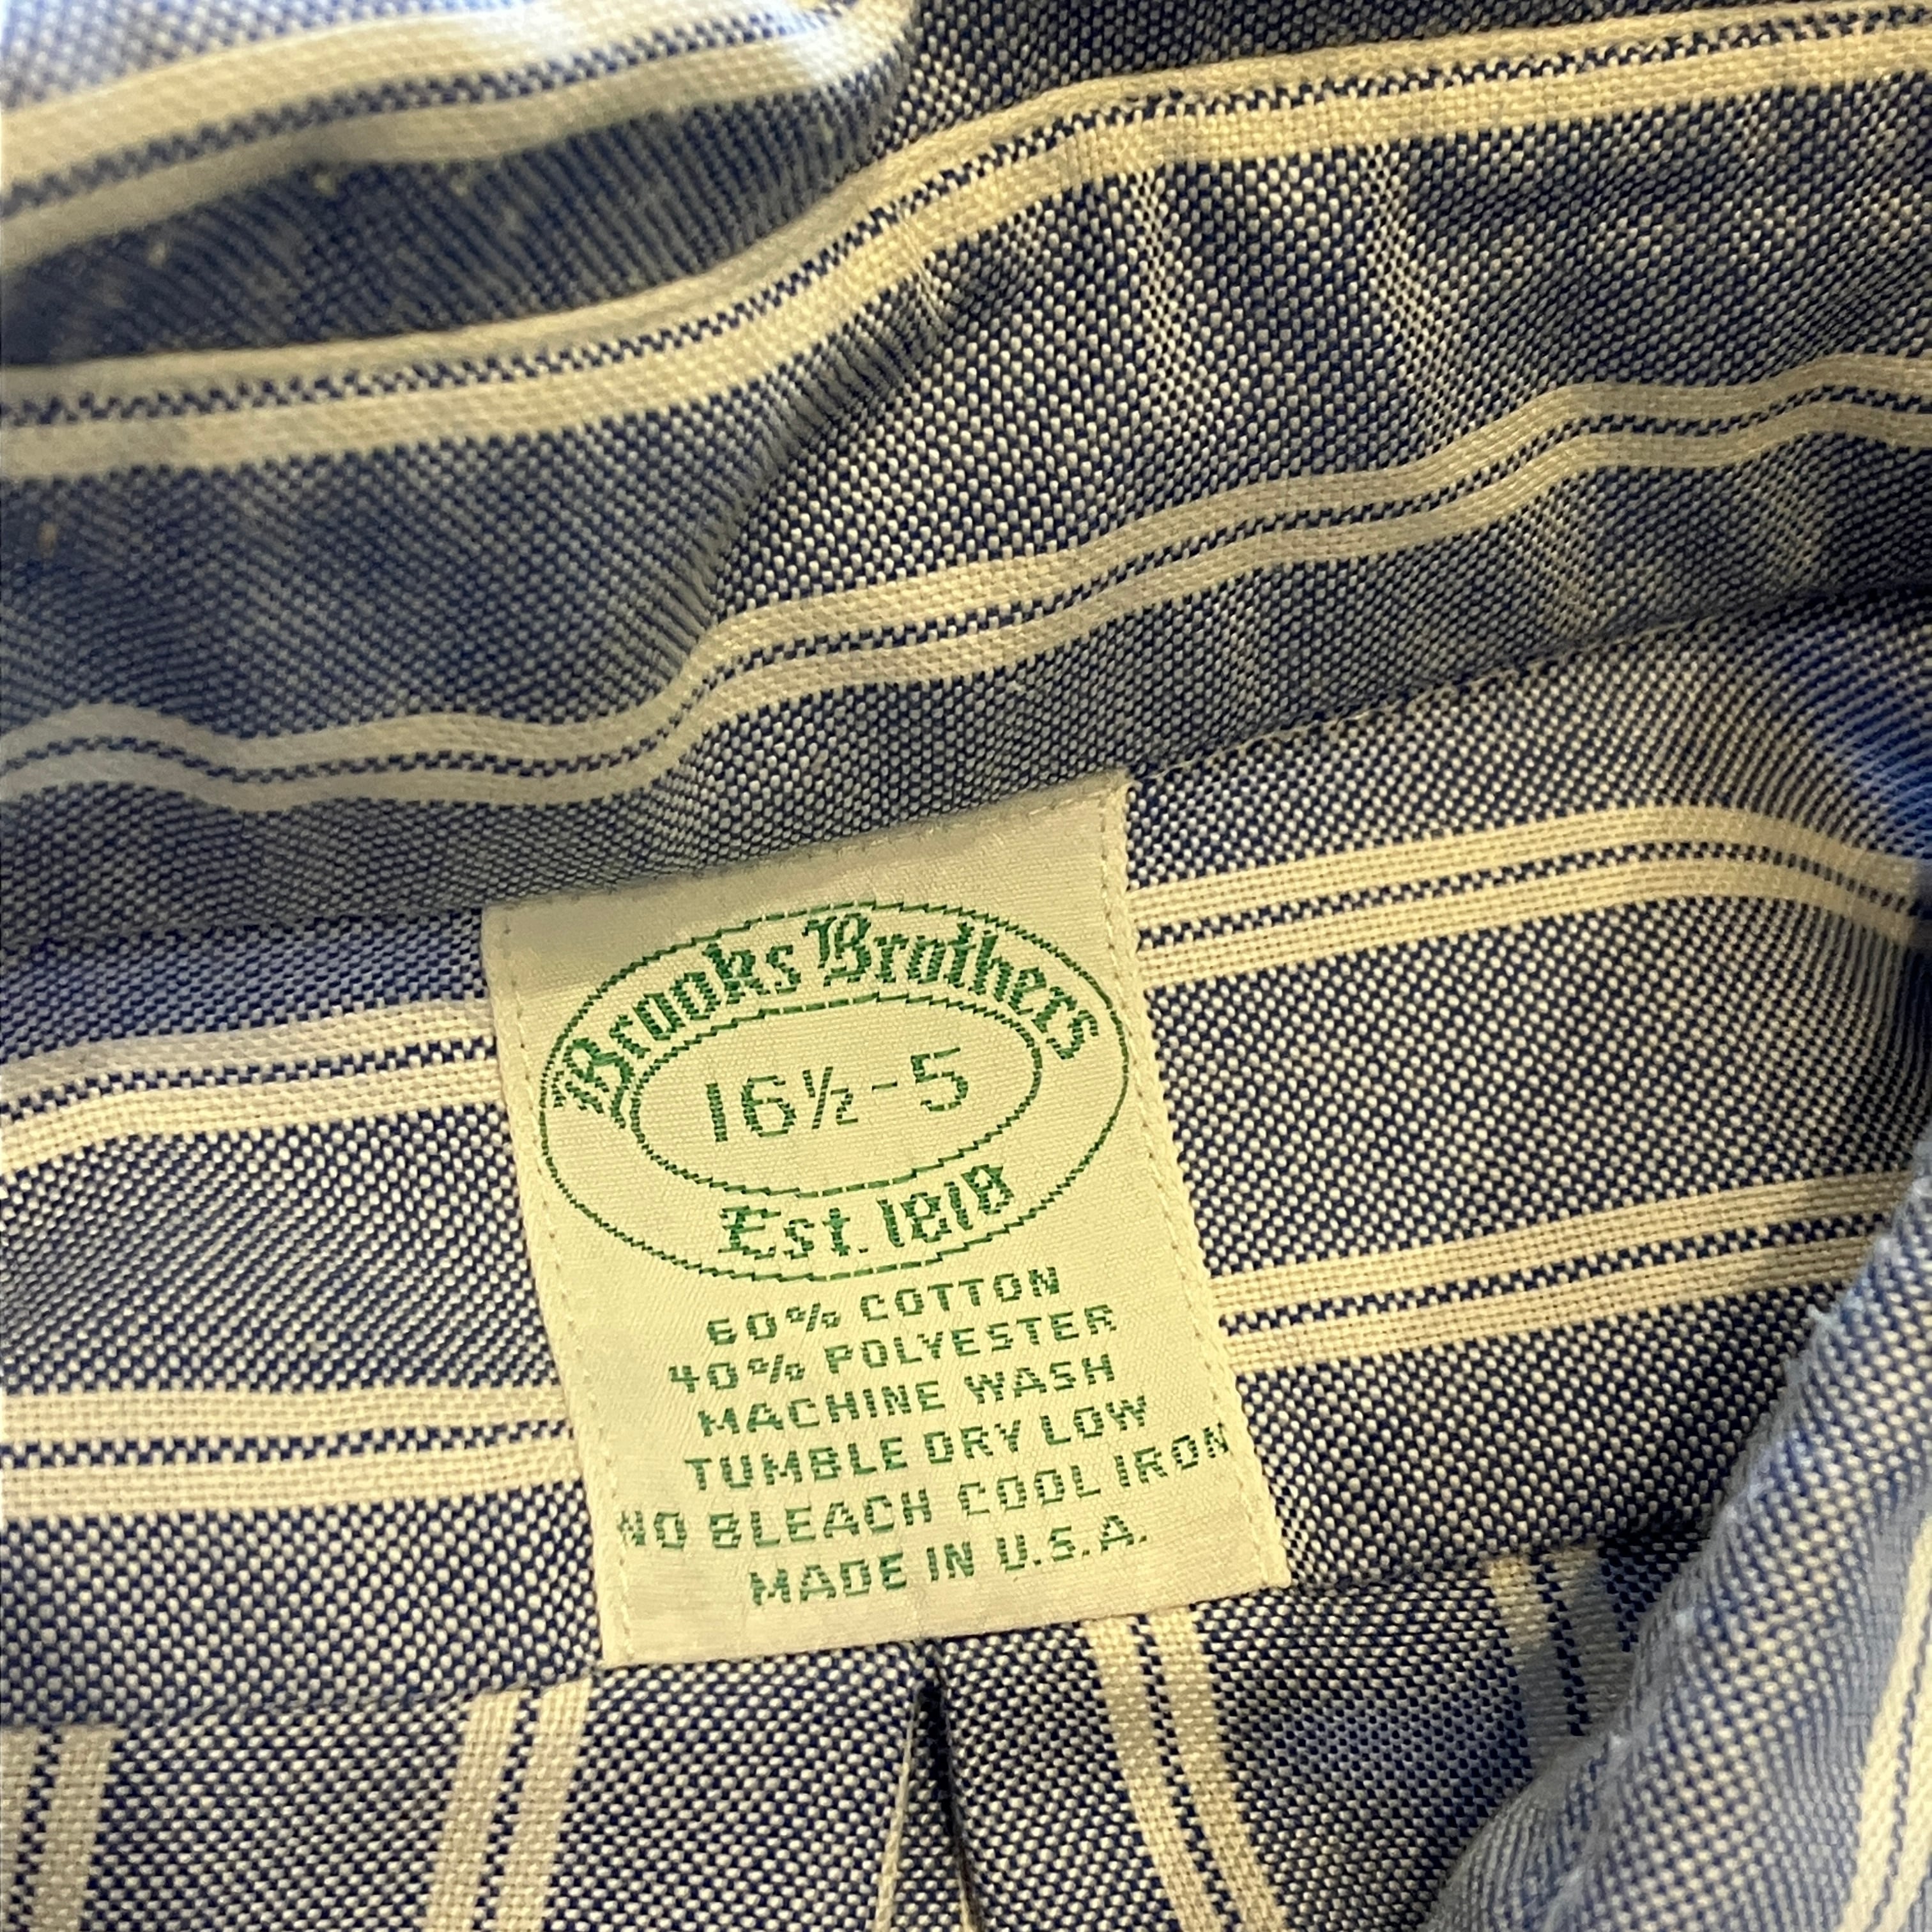 Brooks Brothers
16½-5
Est. 1818
60% COTTON
40% POLYESTER
MACHINE WASH
TUMBLE DRY LOW
NO BLEACH COOL IRON
MADE IN U.S.A.